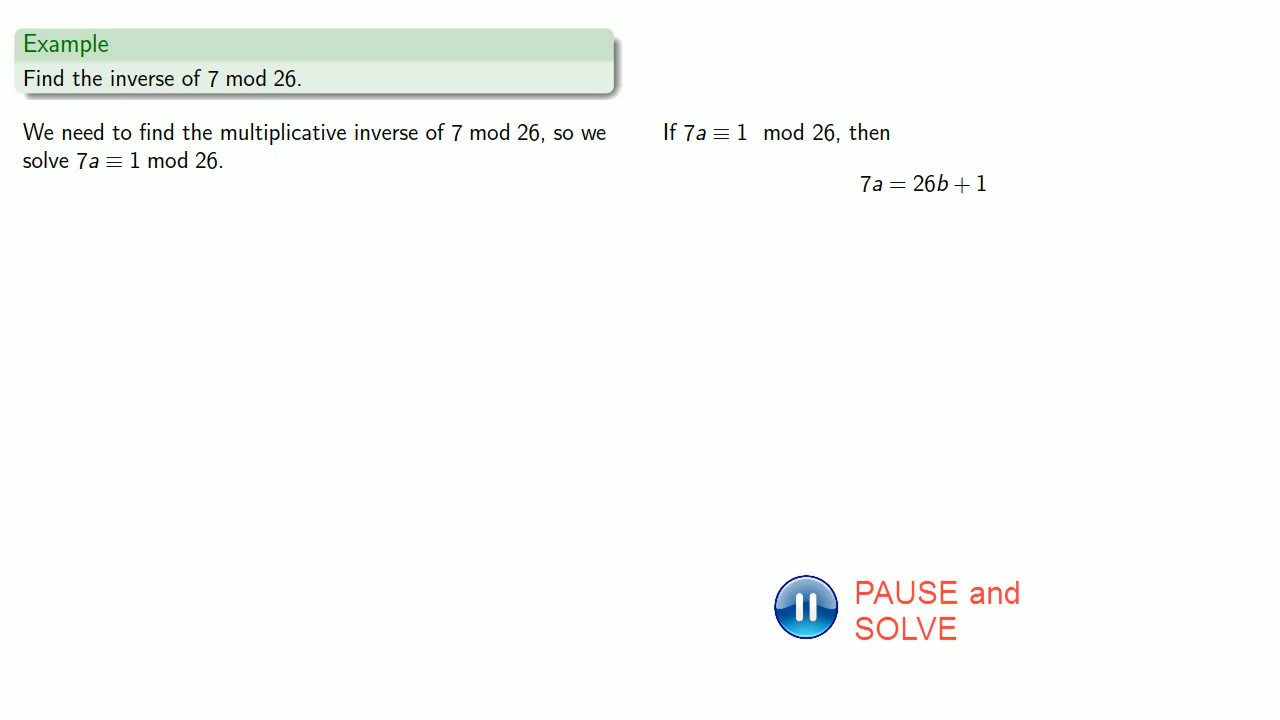 Example
Find the inverse of 7 mod 26.
We need to find the multiplicative inverse of 7 mod 26, so we
solve 7a ≡ 1 mod 26.
If 7a ≡ 1 mod 26, then
7a = 26b + 1
PAUSE and
SOLVE